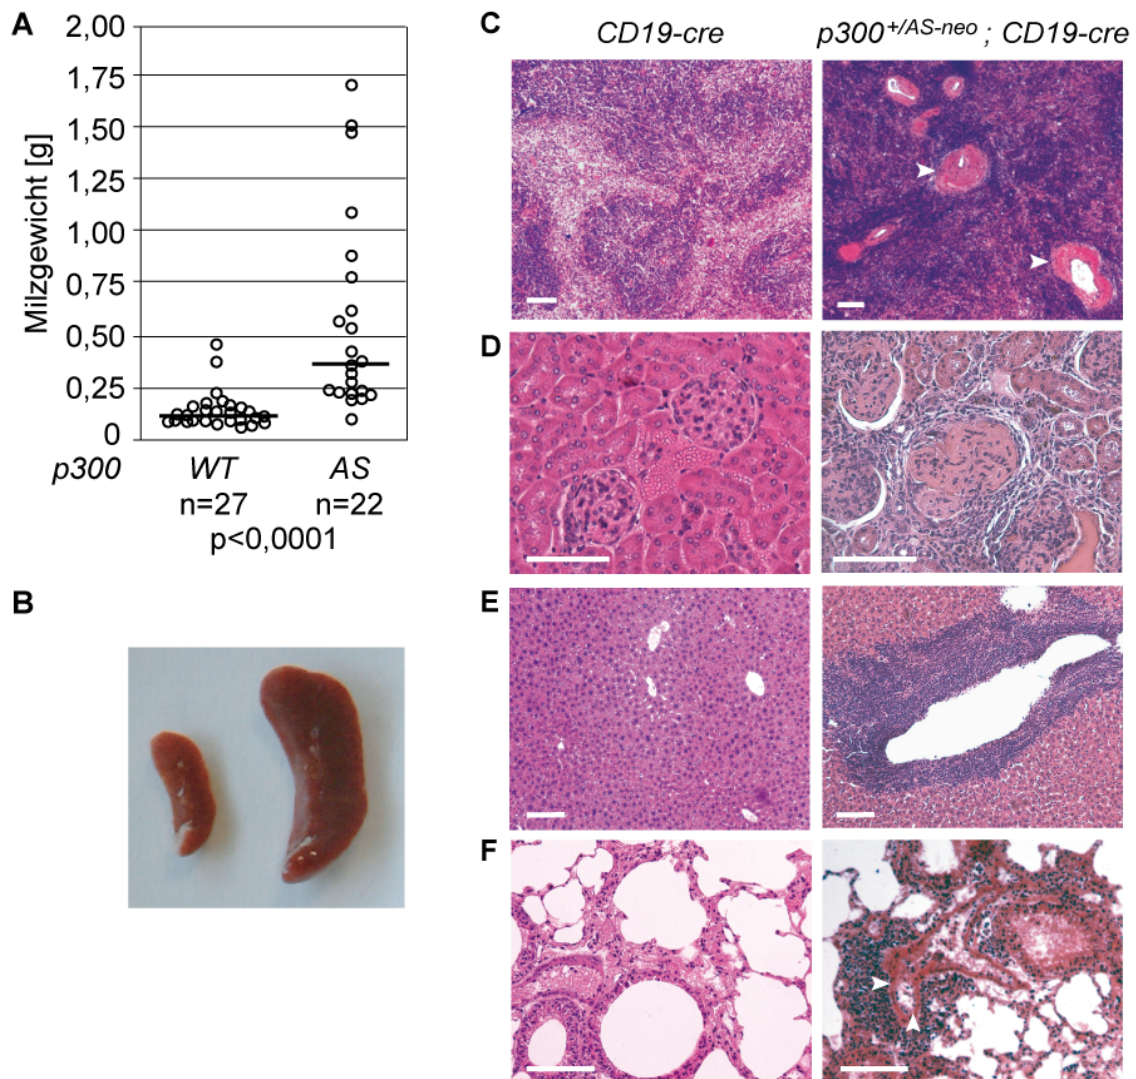 A
Milzgewicht [g]
2,00
1,75
1,50
1,25
1,00
0,75
0,50
0,25
0
p300 WT AS
n=27 n=22
p<0,0001
B
C CD19-cre p300+/AS-neo ; CD19-cre
D
E
F